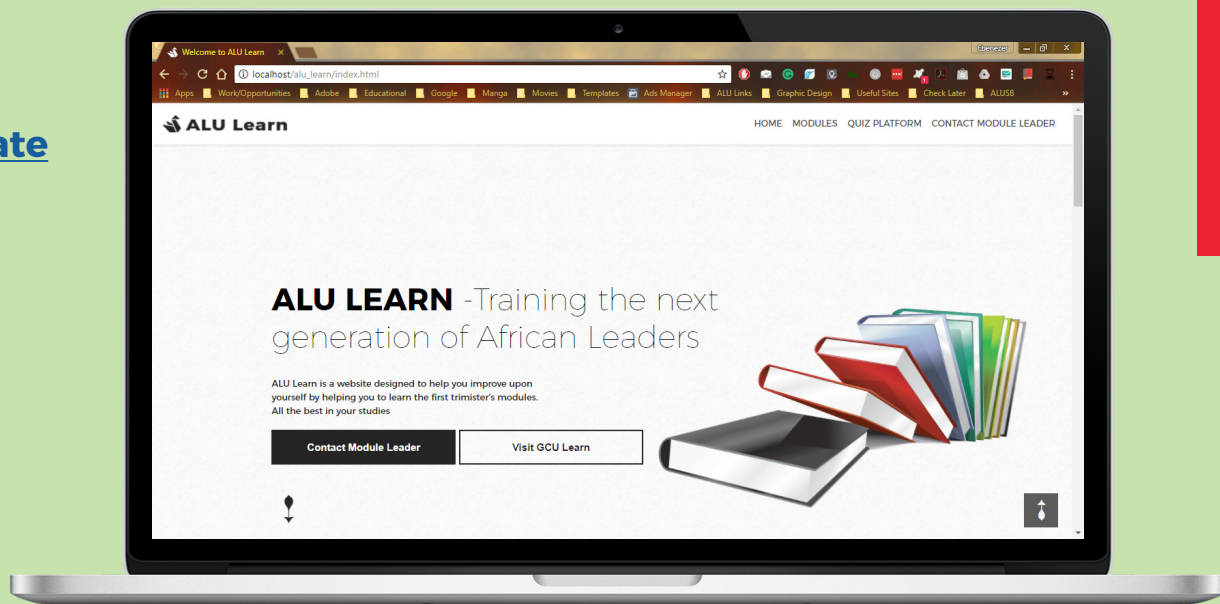 ate
Welcome to ALU Learn
Ebenezer
localhost/alu_learn/index.html
Apps Work/Opportunities Adobe Educational Google Manga Movies Templates Ads Manager ALU Links Graphic Design Useful Sites Check Later ALUSB »
ALU Learn
HOME MODULES QUIZ PLATFORM CONTACT MODULE LEADER
ALU LEARN -Training the next
generation of African Leaders
ALU Learn is a website designed to help you improve upon
yourself by helping you to learn the first trimister's modules.
All the best in your studies
Contact Module Leader Visit GCU Learn